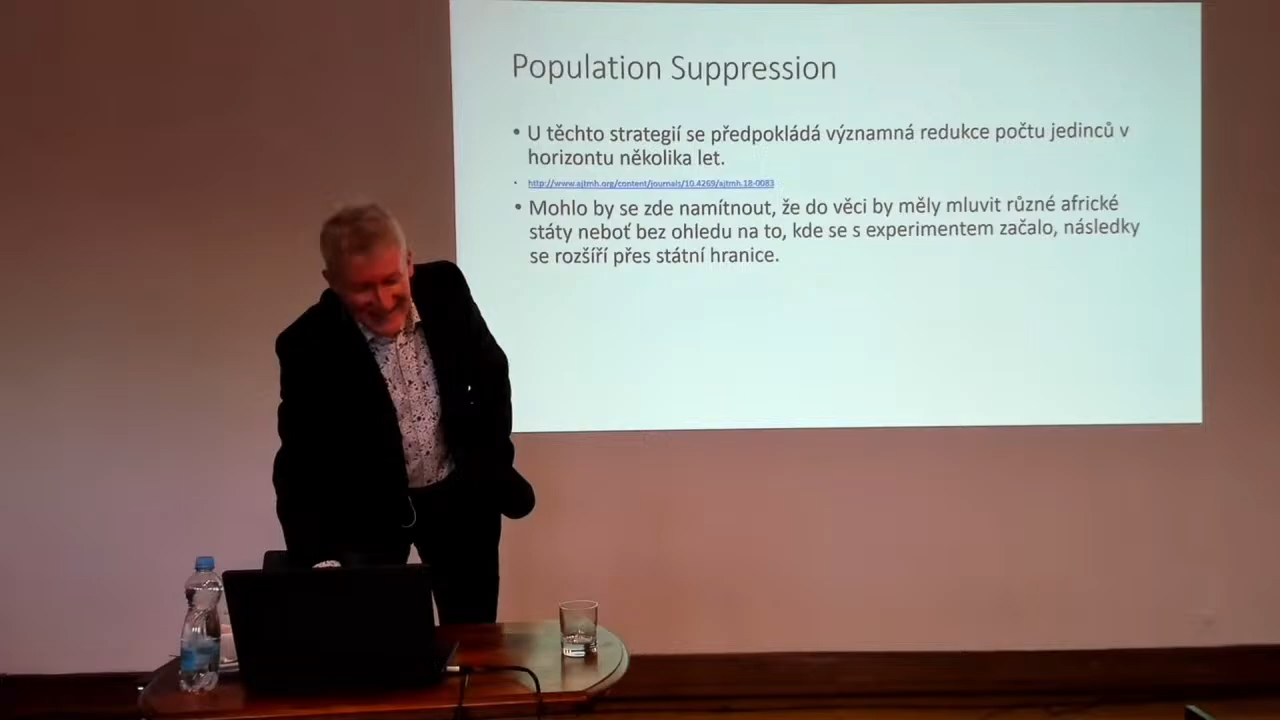 Population Suppression
• U těchto strategií se předpokládá významná redukce počtu jedinců v
horizontu několika let.
• http://www.ajtmh.org/content/journals/10.4269/ajtmh.18-0083
• Mohlo by se zde namítnout, že do věci by měly mluvit různé africké
státy neboť bez ohledu na to, kde se s experimentem začalo, následky
se rozšíří přes státní hranice.